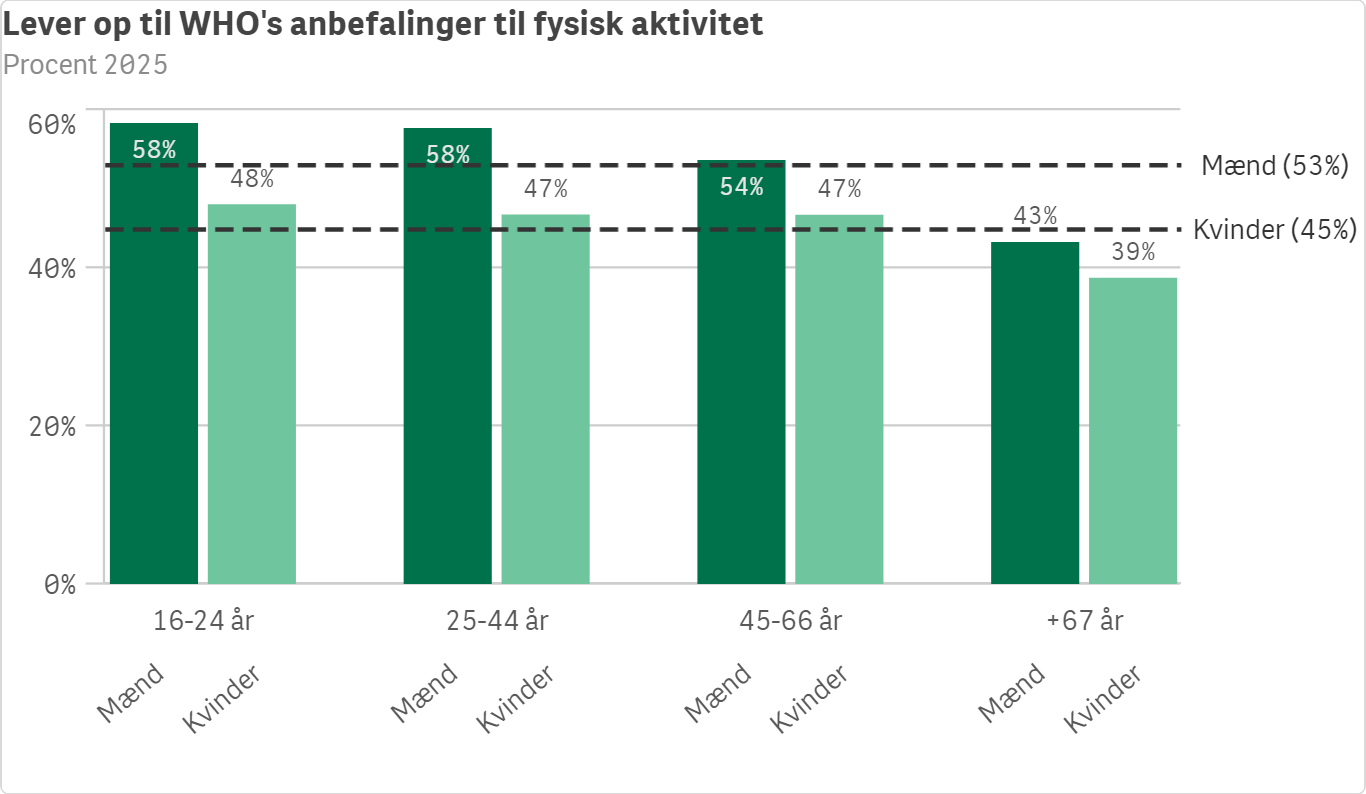 Lever op til WHO's anbefalinger til fysisk aktivitet
Procent 2025
60%
40%
20%
0%
58%
48%
58%
47%
54%
47%
43%
39%
Mænd (53%)
Kvinder (45%)
16-24 år
25-44 år
45-66 år
+67 år
Mænd
Kvinder
Mænd
Kvinder
Mænd
Kvinder
Mænd
Kvinder